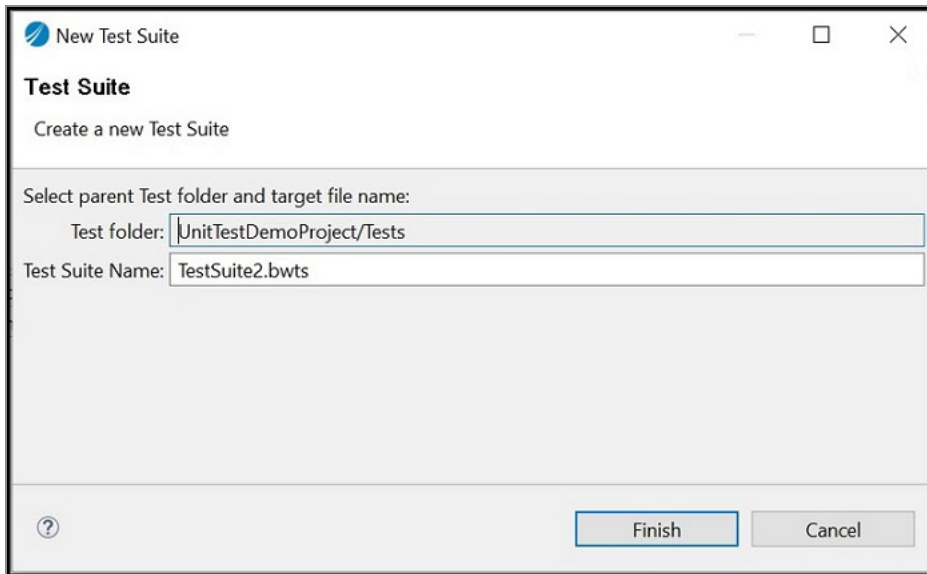 New Test Suite
Test Suite
Create a new Test Suite
Select parent Test folder and target file name:
Test folder: UnitTestDemoProject/Tests
Test Suite Name: TestSuite2.bwts
?
Finish Cancel